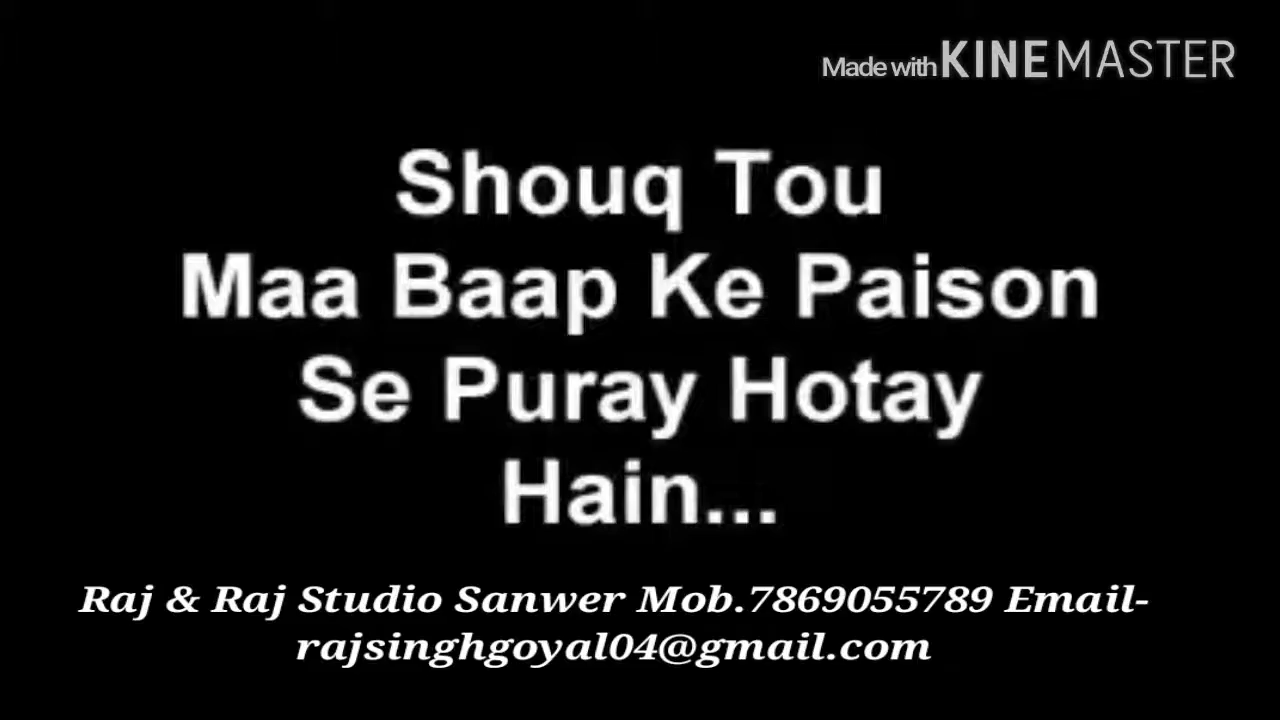 Made with KINEMASTER
Shouq Tou
Maa Baap Ke Paison
Se Puray Hotay
Hain...
Raj & Raj Studio Sanwer Mob.7869055789 Email-
rajsinghgoyal04@gmail.com